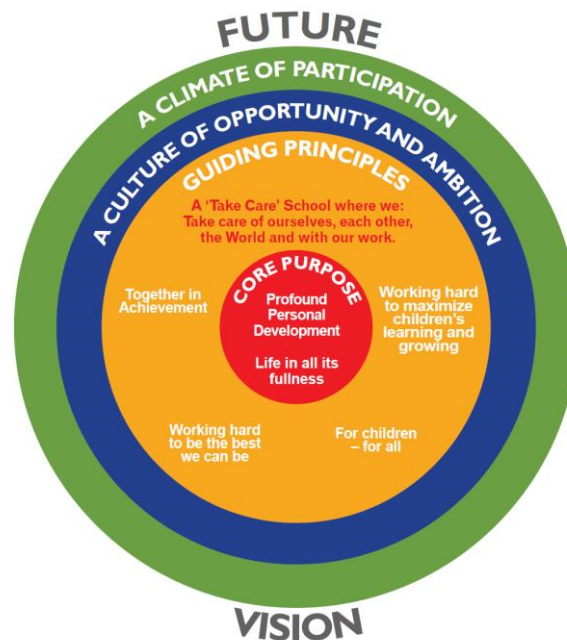 FUTURE
A CLIMATE OF PARTICIPATION
A CULTURE OF OPPORTUNITY AND AMBITION
GUIDING PRINCIPLES
A ‘Take Care’ School where we:
Take care of ourselves, each other,
the World and with our work.
CORE PURPOSE
Profound
Personal
Development
Life in all its
fullness
Together in
Achievement
Working hard
to maximize
children’s
learning and
growing
Working hard
to be the best
we can be
For children
– for all
VISION